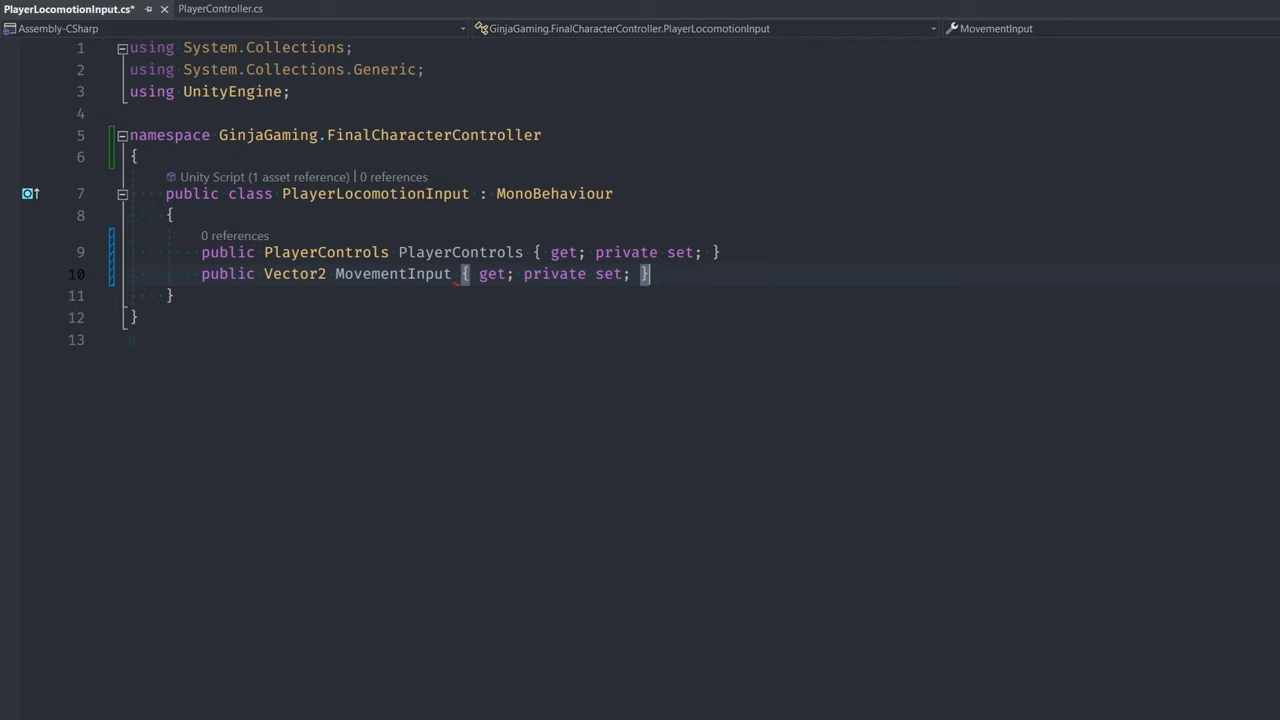 PlayerLocomotionInput.cs* PlayerController.cs
Assembly-CSharp GinjaGaming.FinalCharacterController.PlayerLocomotionInput MovementInput
1 using System.Collections;
2 using System.Collections.Generic;
3 using UnityEngine;
4
5 namespace GinjaGaming.FinalCharacterController
6 {
Unity Script (1 asset reference) | 0 references
7 public class PlayerLocomotionInput : MonoBehaviour
8 {
0 references
9 public PlayerControls PlayerControls { get; private set; }
10 public Vector2 MovementInput { get; private set; }
11 }
12 }
13